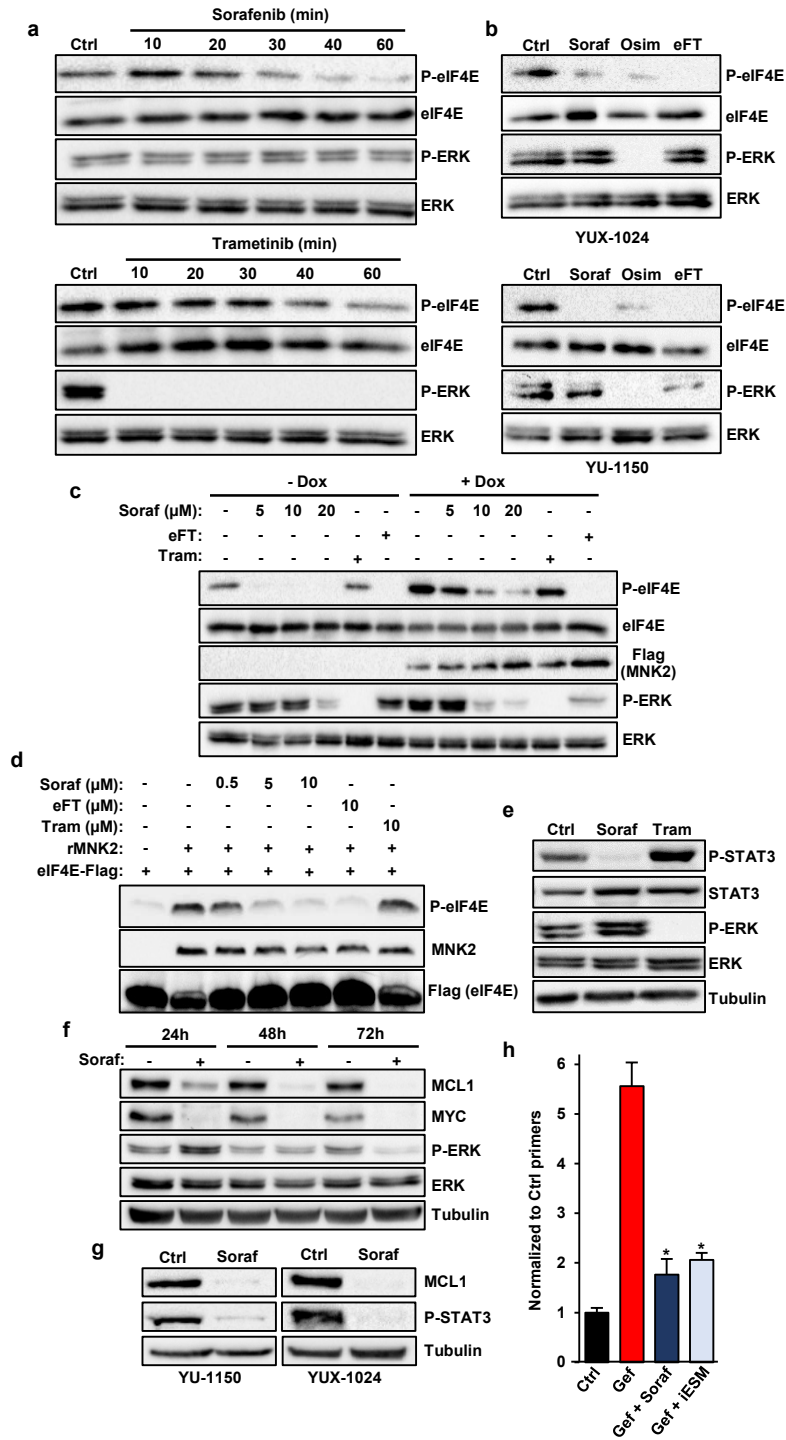 a
Sorafenib (min)
Ctrl 10 20 30 40 60
P-eIF4E
eIF4E
P-ERK
ERK
Trametinib (min)
Ctrl 10 20 30 40 60
P-eIF4E
eIF4E
P-ERK
ERK
b
Ctrl Soraf Osim eFT
P-eIF4E
eIF4E
P-ERK
ERK
YUX-1024
Ctrl Soraf Osim eFT
P-eIF4E
eIF4E
P-ERK
ERK
YU-1150
c
- Dox + Dox
Soraf (µM): - 5 10 20 - - - 5 10 20 - -
eFT: - - - - - + - - - - - +
Tram: - - - - + - - - - - + -
P-eIF4E
eIF4E
Flag
(MNK2)
P-ERK
ERK
d
Soraf (µM): - - 0.5 5 10 - -
eFT (µM): - - - - - 10 -
Tram (µM): - - - - - - 10
rMNK2: - + + + + + +
eIF4E-Flag: + + + + + + +
P-eIF4E
MNK2
Flag (eIF4E)
e
Ctrl Soraf Tram
P-STAT3
STAT3
P-ERK
ERK
Tubulin
f
24h 48h 72h
Soraf: - + - + - +
MCL1
MYC
P-ERK
ERK
Tubulin
g
Ctrl Soraf Ctrl Soraf
MCL1
P-STAT3
Tubulin
YU-1150 YUX-1024
h
Normalized to Ctrl primers
6
5
4
3
2
1
0
* *
Ctrl
Gef
Gef + Soraf
Gef + iESM